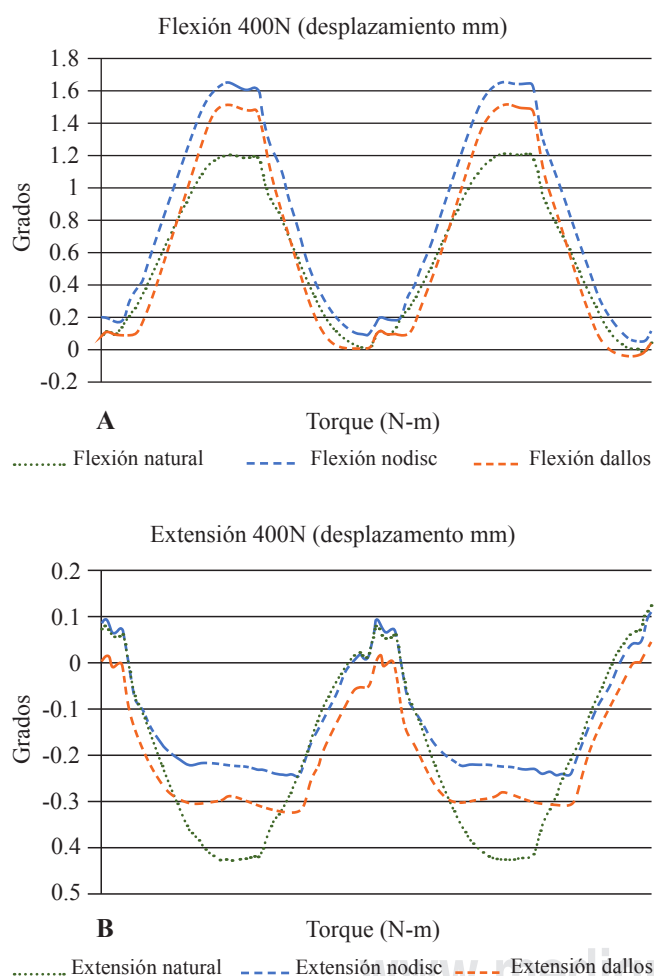 Flexión 400N (desplazamiento mm)
1.8
1.6
1.4
1.2
1
0.8
0.6
0.4
0.2
0
-0.2
Grados
A
Torque (N-m)
Flexión natural Flexión nodisc Flexión dallos
Extensión 400N (desplazamento mm)
0.2
0.1
0
-0.1
-0.2
-0.3
0.4
0.5
Grados
B
Torque (N-m)
Extensión natural Extensión nodisc Extensión dallos